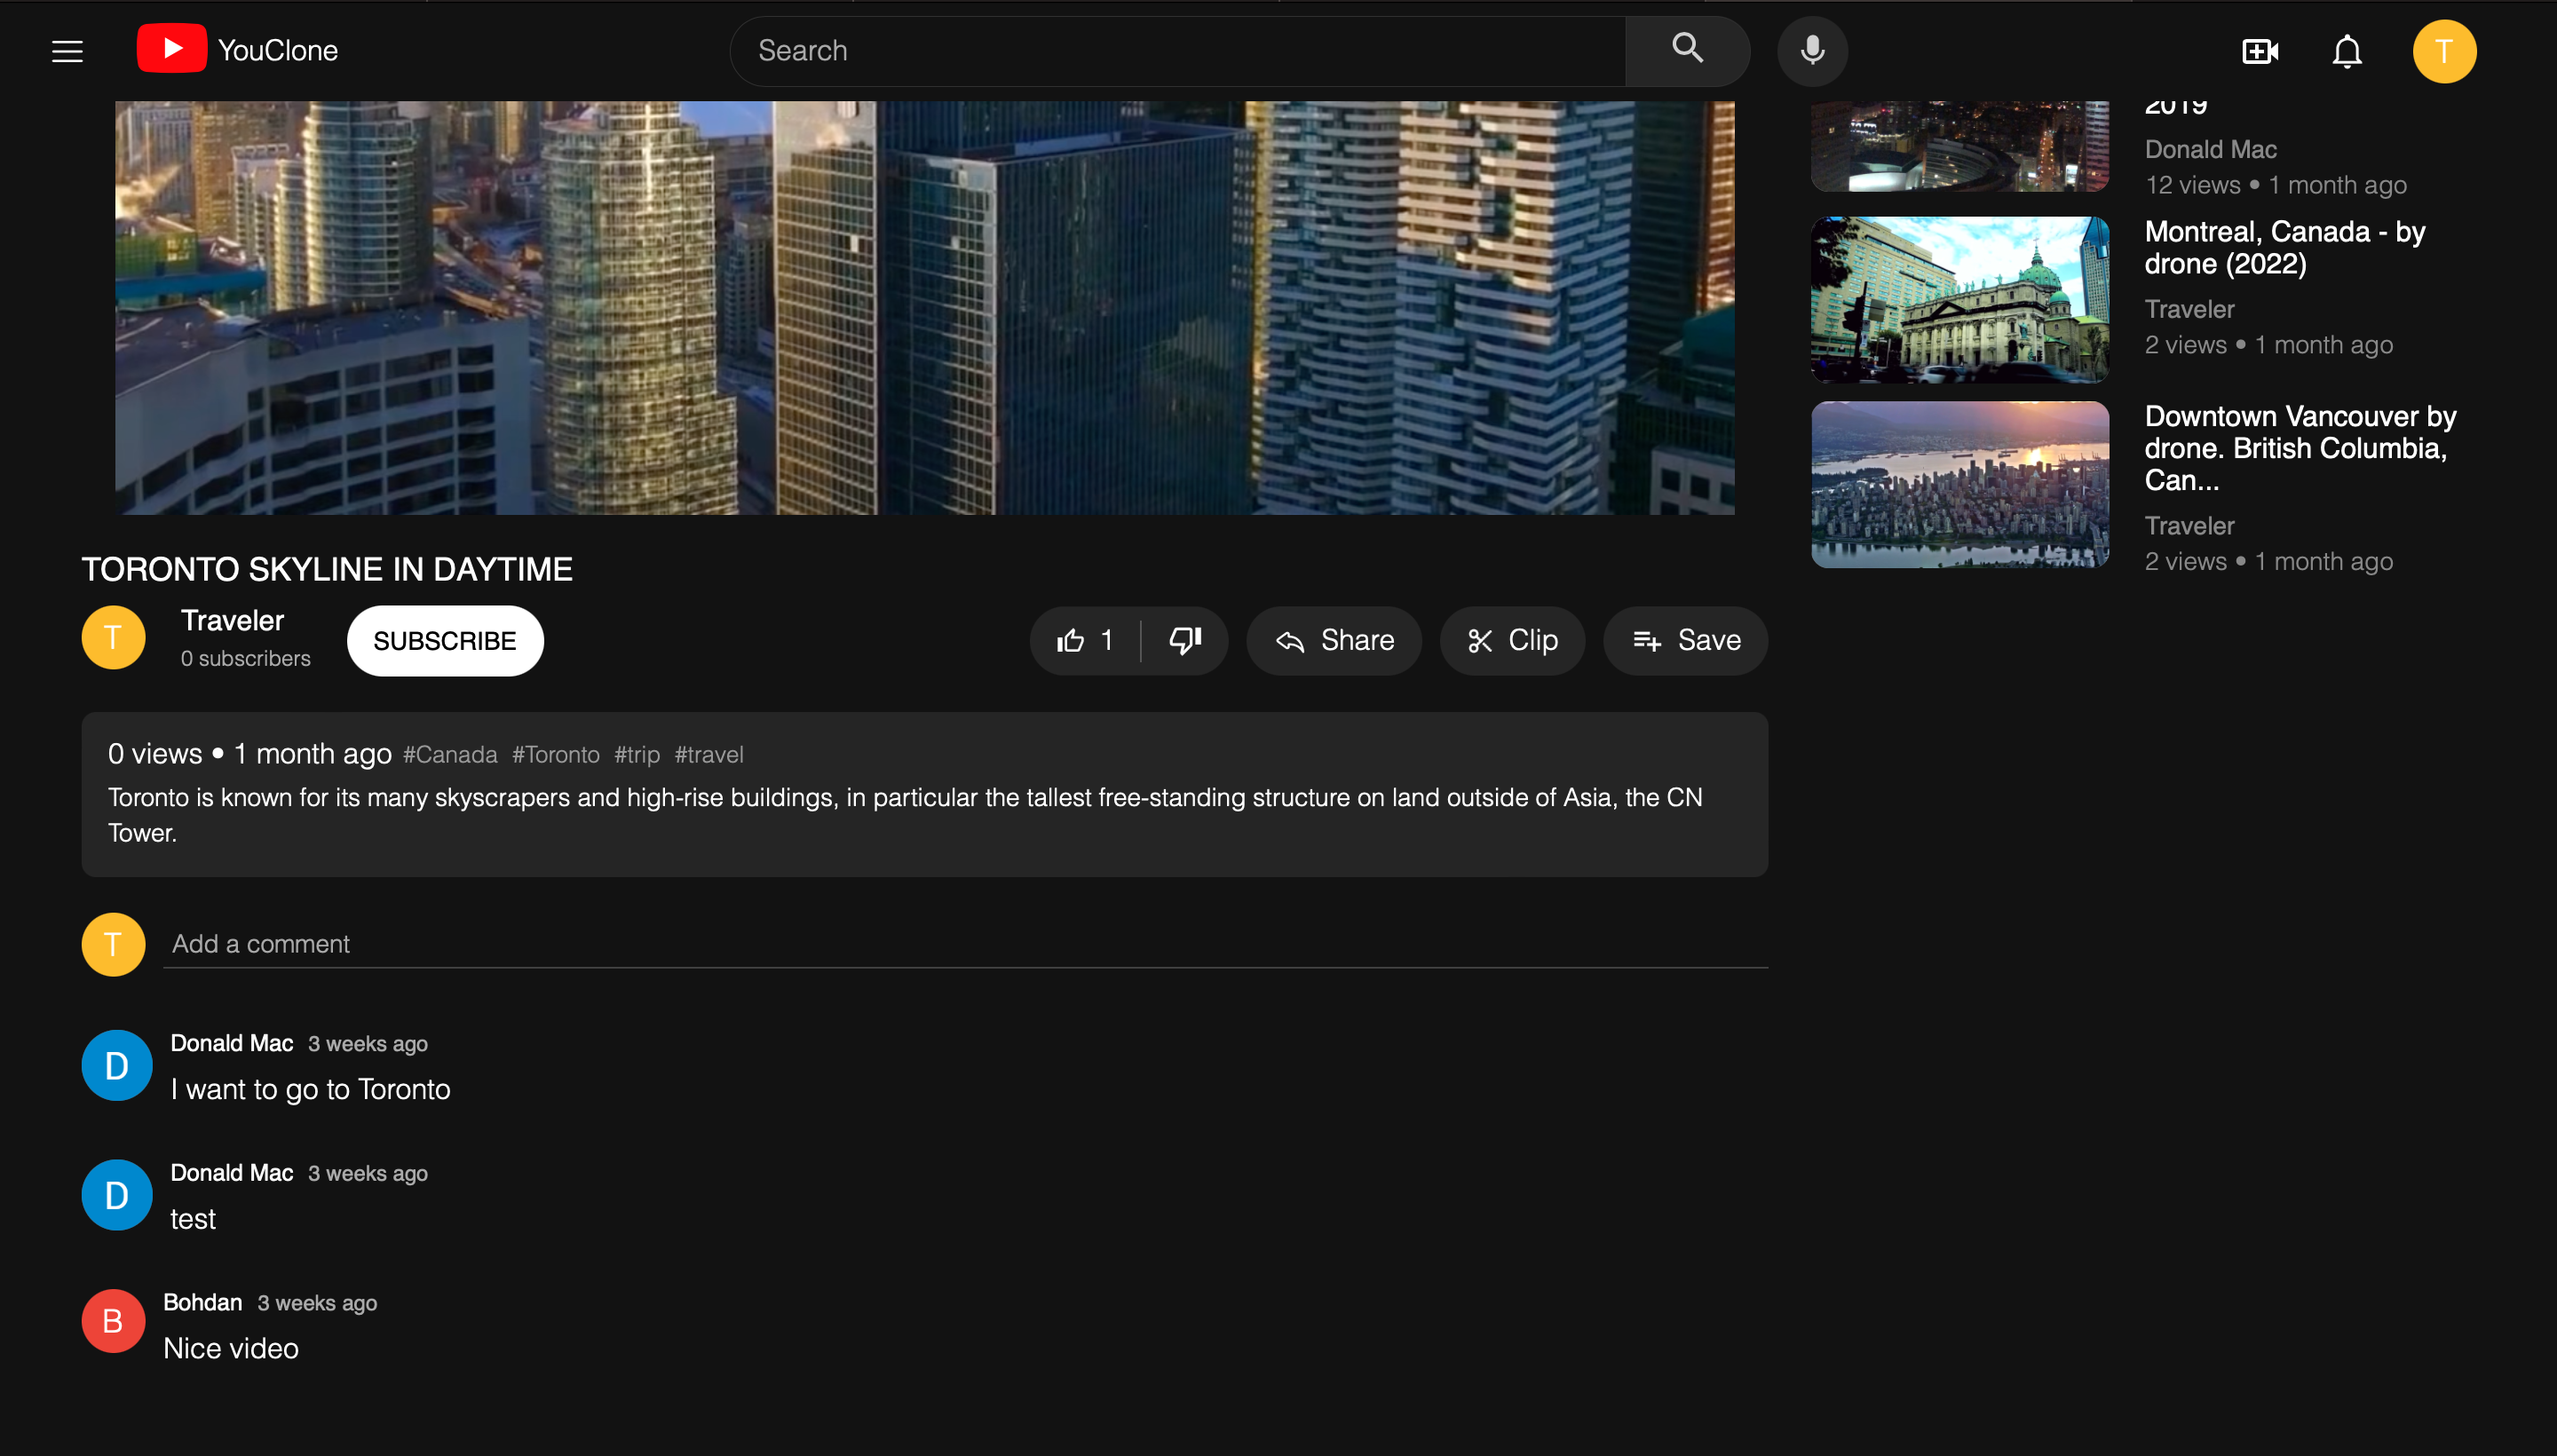 YouClone
Search
T
2019
Donald Mac
12 views • 1 month ago
Montreal, Canada - by
drone (2022)
Traveler
2 views • 1 month ago
Downtown Vancouver by
drone. British Columbia,
Can...
Traveler
2 views • 1 month ago
TORONTO SKYLINE IN DAYTIME
T
Traveler
0 subscribers
SUBSCRIBE
1
Share
Clip
Save
0 views • 1 month ago #Canada #Toronto #trip #travel
Toronto is known for its many skyscrapers and high-rise buildings, in particular the tallest free-standing structure on land outside of Asia, the CN
Tower.
T
Add a comment
D
Donald Mac 3 weeks ago
I want to go to Toronto
D
Donald Mac 3 weeks ago
test
B
Bohdan 3 weeks ago
Nice video